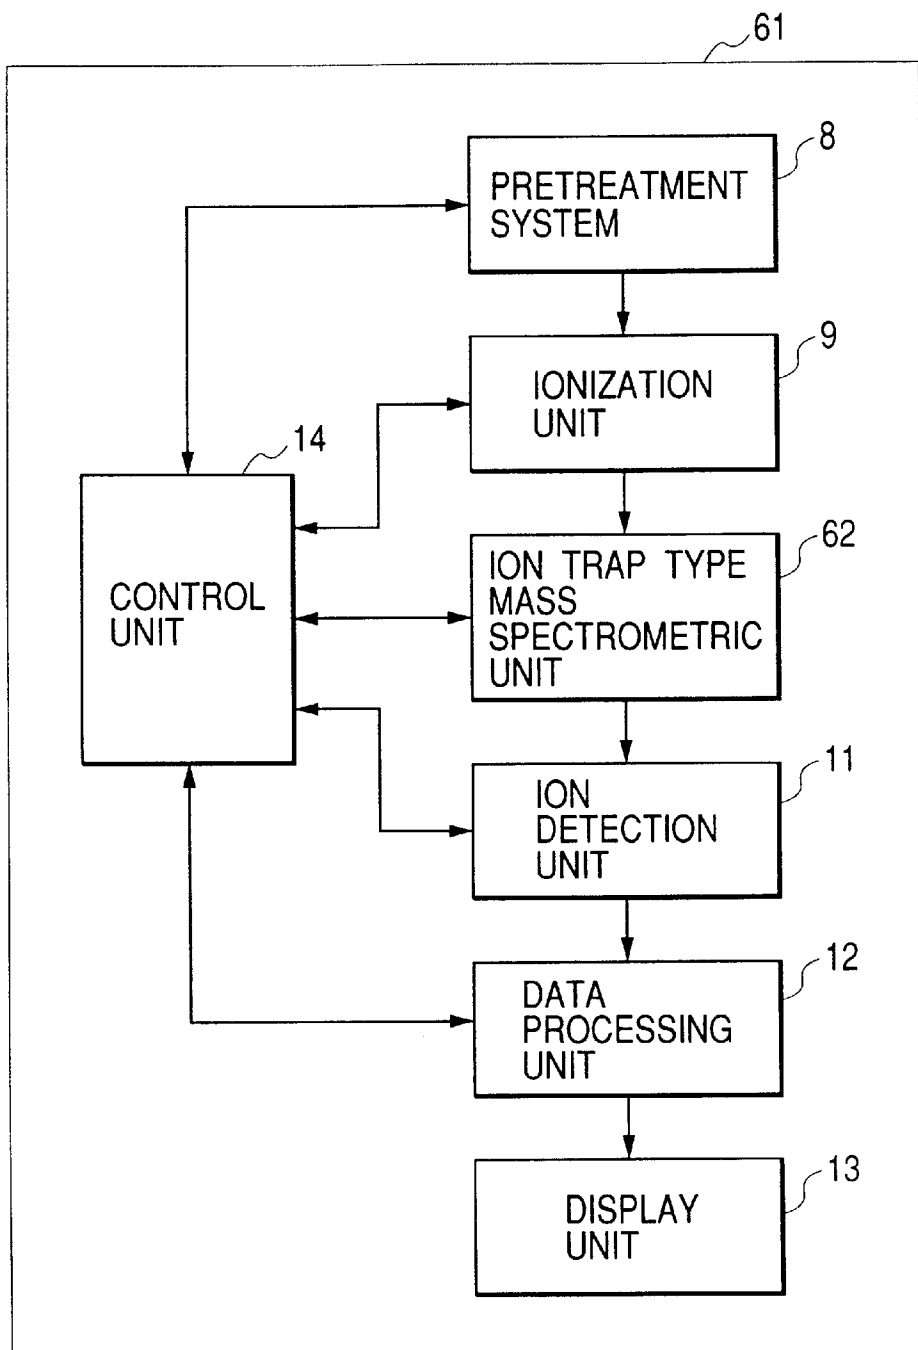 61
8
PRETREATMENT
SYSTEM
9
IONIZATION
UNIT
14
CONTROL
UNIT
62
ION TRAP TYPE
MASS
SPECTROMETRIC
UNIT
11
ION
DETECTION
UNIT
12
DATA
PROCESSING
UNIT
13
DISPLAY
UNIT